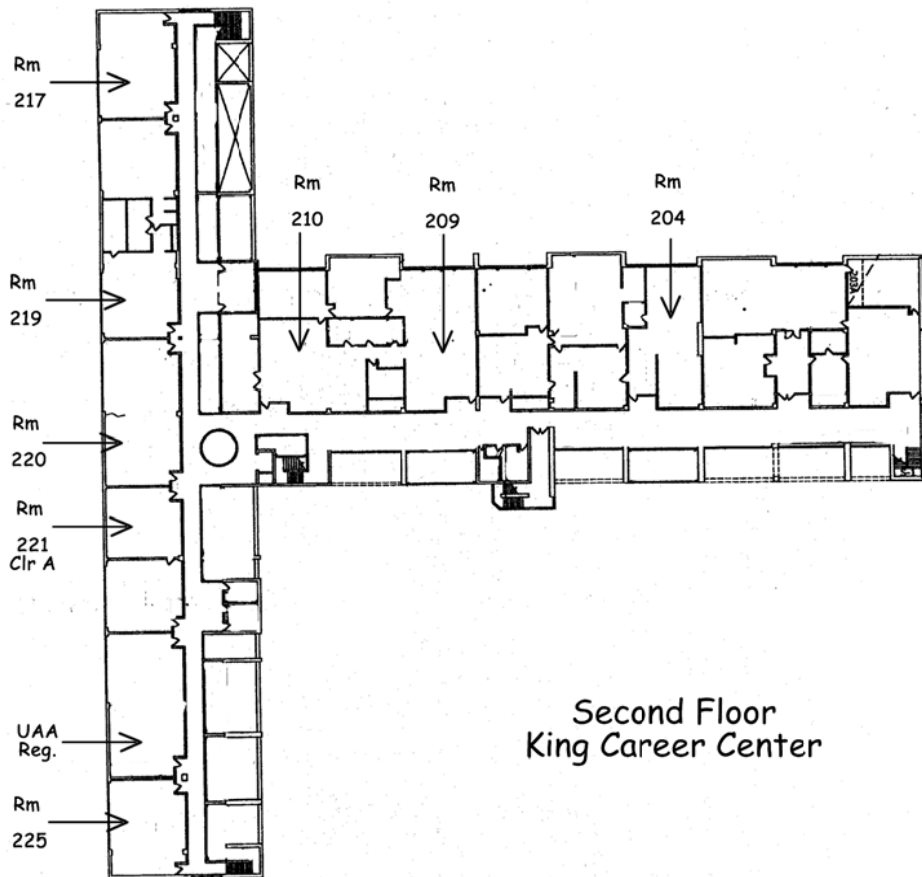 Rm
217
Rm
210
Rm
209
Rm
204
203A
Rm
219
Rm
220
Rm
221
Clr A
UAA
Reg.
Rm
225
Second Floor
King Career Center